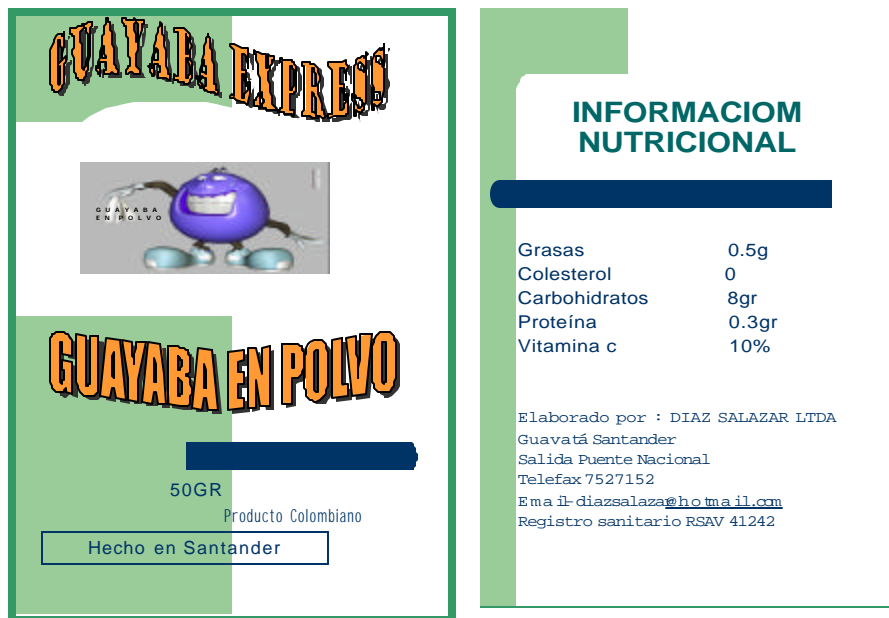 GUAYABA EXPRESS
GUAYABA
EN POLVO
GUAYABA EN POLVO
50GR
Producto Colombiano
Hecho en Santander
INFORMACIOM
NUTRICIONAL
Grasas 0.5g
Colesterol 0
Carbohidratos 8gr
Proteína 0.3gr
Vitamina c 10%
Elaborado por : DIAZ SALAZAR LTDA
Guavatá Santander
Salida Puente Nacional
Telefax 7527152
Email-diazsalazar@hotmail.com
Registro sanitario RSAV 41242